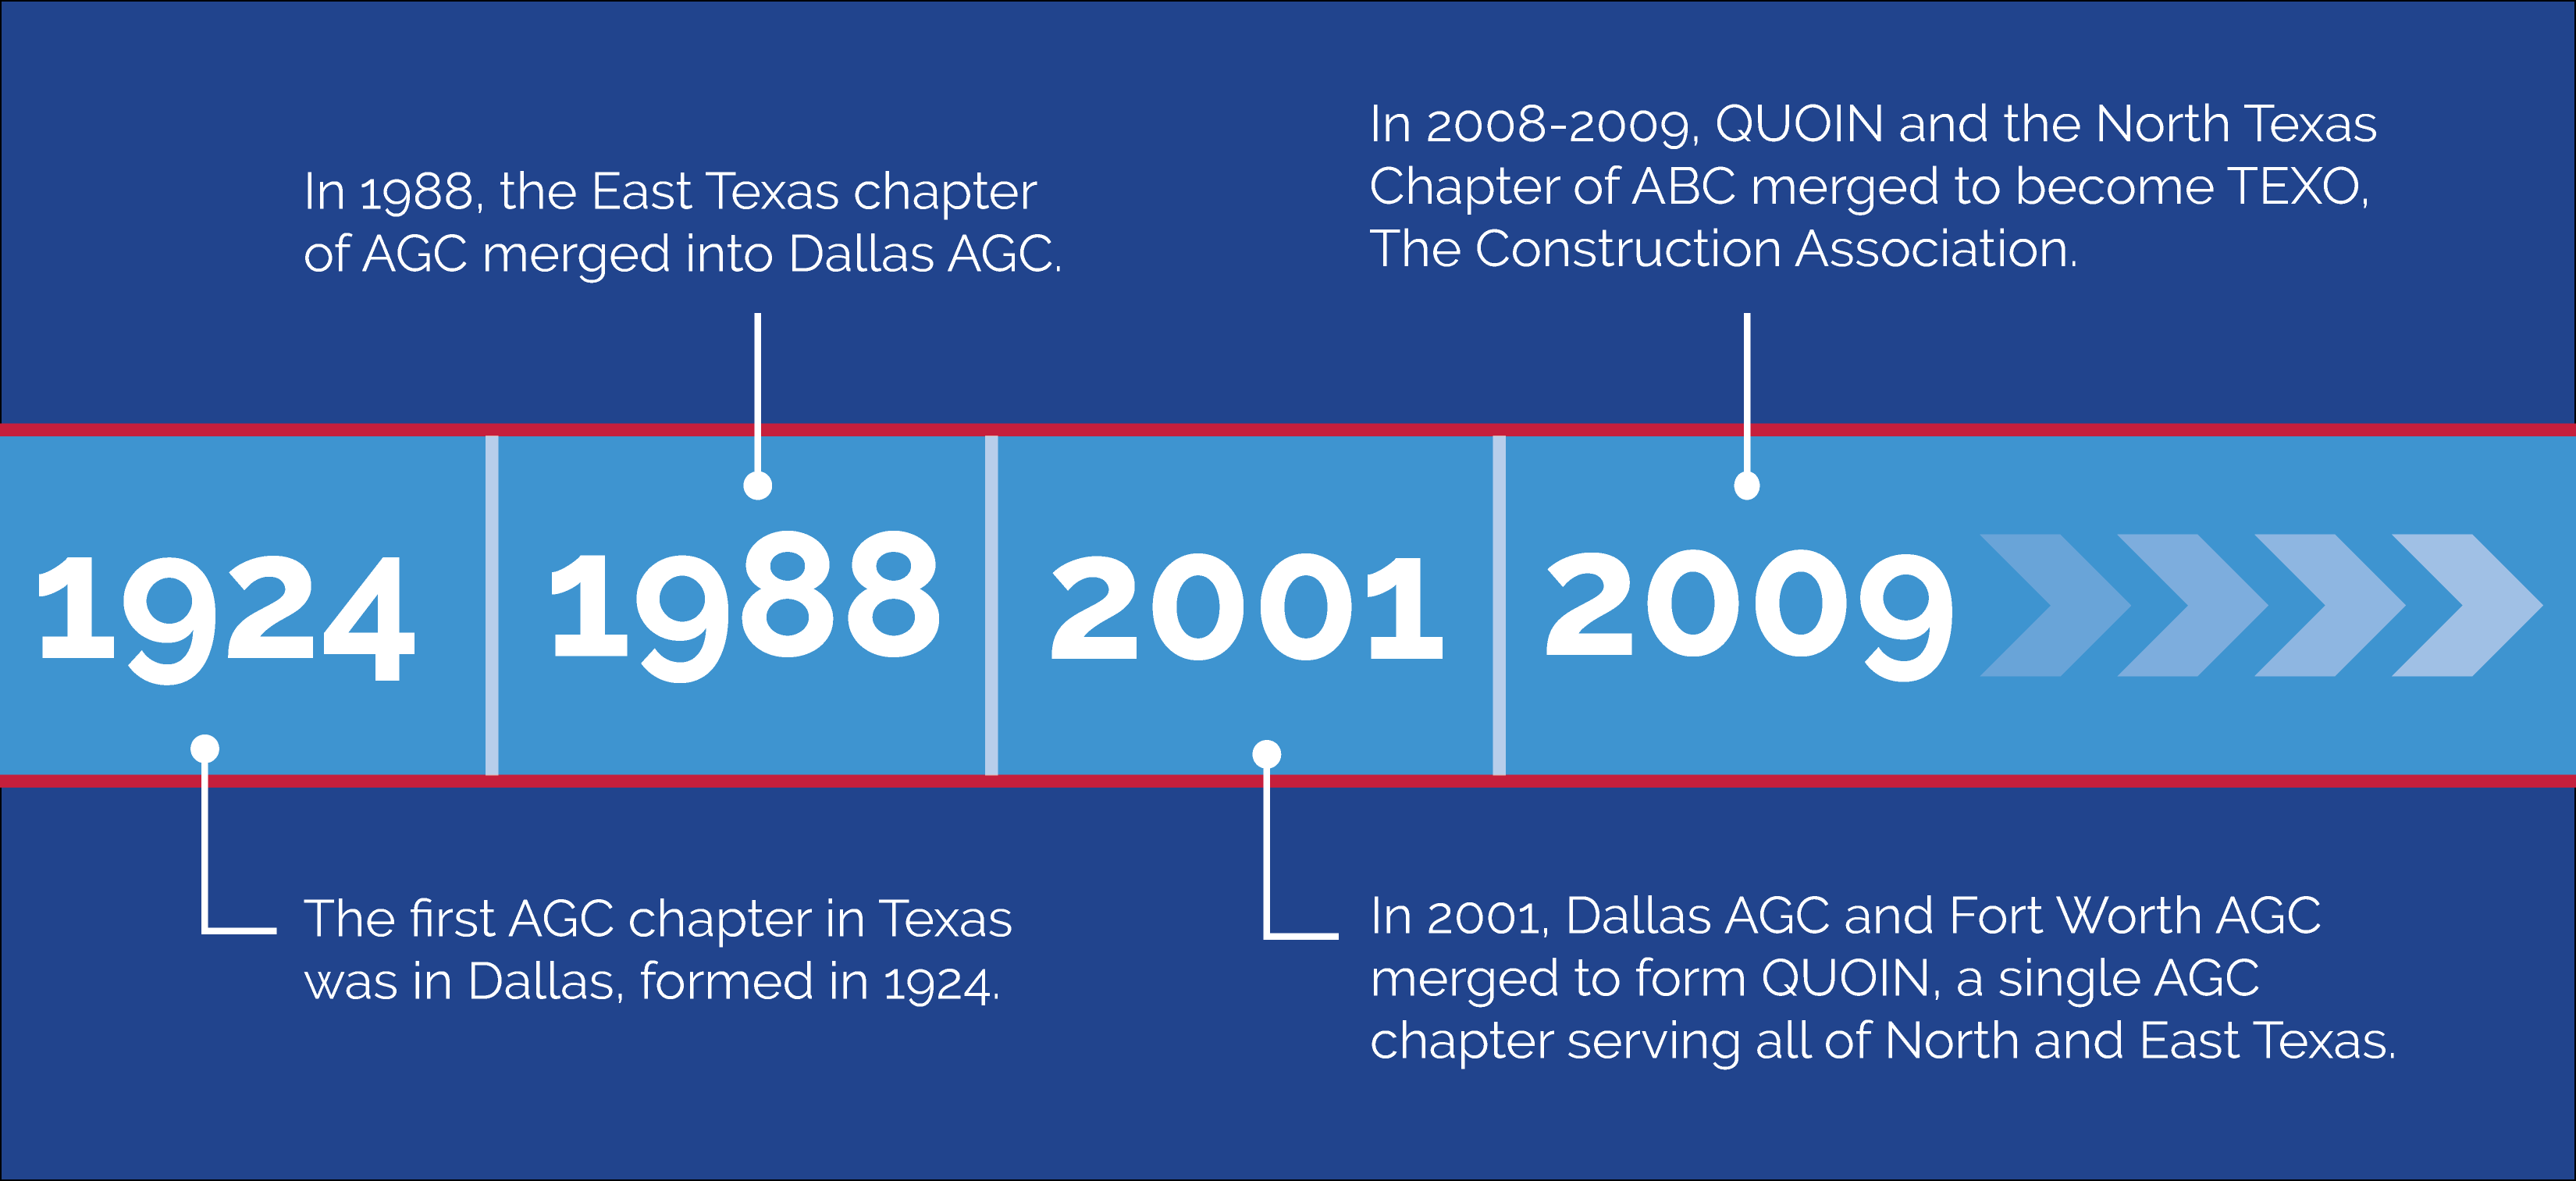 In 1988, the East Texas chapter
of AGC merged into Dallas AGC.
In 2008-2009, QUOIN and the North Texas
Chapter of ABC merged to become TEXO,
The Construction Association.
1924
1988
2001
2009
The first AGC chapter in Texas
was in Dallas, formed in 1924.
In 2001, Dallas AGC and Fort Worth AGC
merged to form QUOIN, a single AGC
chapter serving all of North and East Texas.